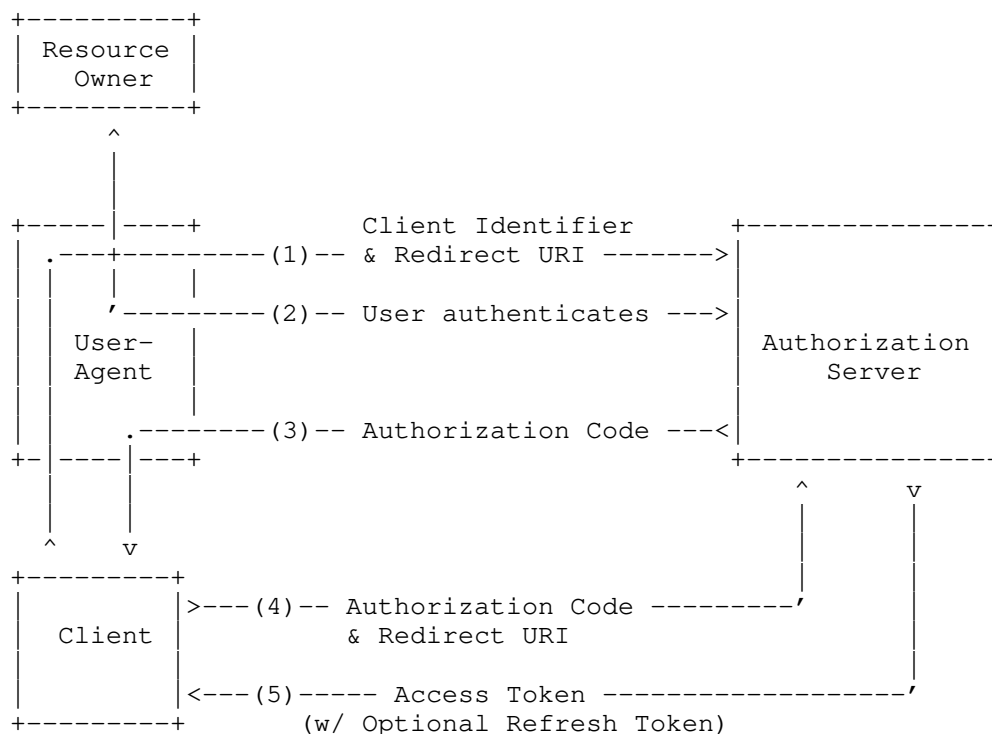 Resource
Owner
Client Identifier
(1) & Redirect URI
(2) User authenticates
User-
Agent
Authorization
Server
(3) Authorization Code
(4) Authorization Code
Client
& Redirect URI
(5) Access Token
(w/ Optional Refresh Token)